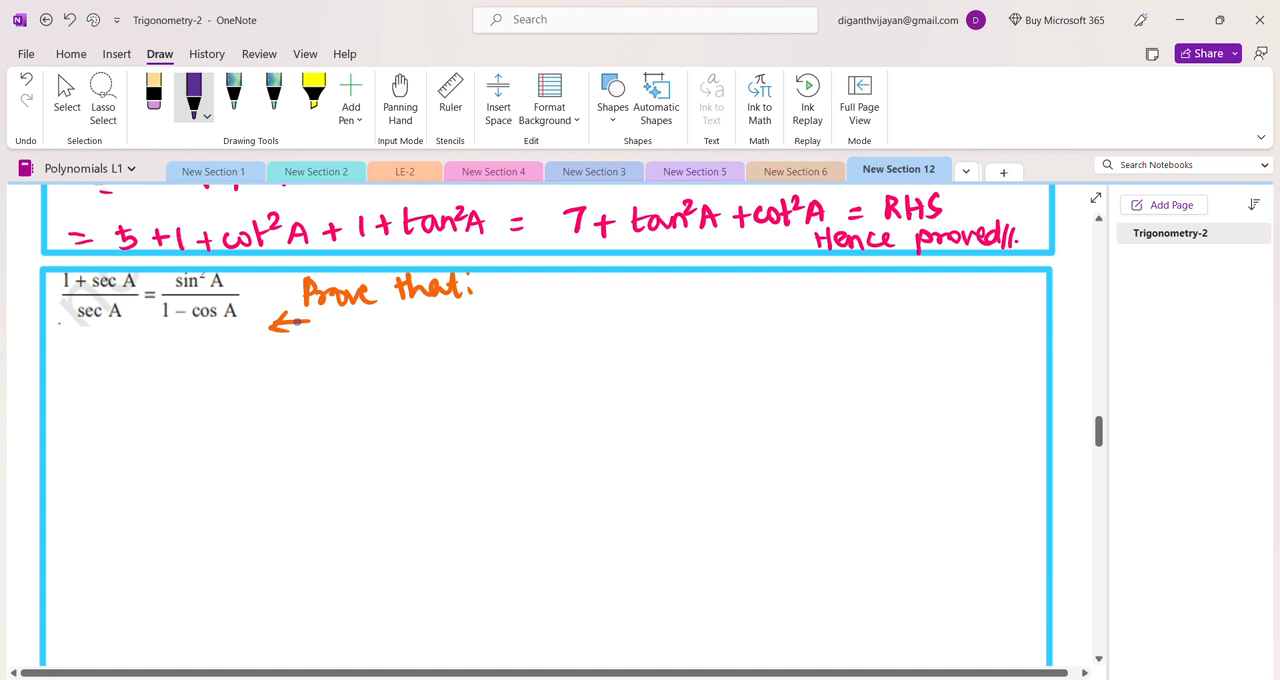 Trigonometry-2 - OneNote
Search
diganthvijayan@gmail.com
D
Buy Microsoft 365
File Home Insert Draw History Review View Help
Share
Undo
Select
Lasso Select
Add Pen
Panning Hand
Ruler
Insert Space
Format Background
Shapes
Automatic Shapes
Ink to Text
Ink to Math
Ink Replay
Full Page View
Undo Selection Drawing Tools Input Mode Stencils Edit Shapes Text Math Replay Mode
Polynomials L1
New Section 1 New Section 2 LE-2 New Section 4 New Section 3 New Section 5 New Section 6 New Section 12
+
Search Notebooks
Add Page
Trigonometry-2
= 5 + 1 + cot²A + 1 + tan²A = 7 + tan²A + cot²A = RHS
Hence proved//.
(1 + sec A)/(sec A) = (sin² A)/(1 − cos A)
Prove that: